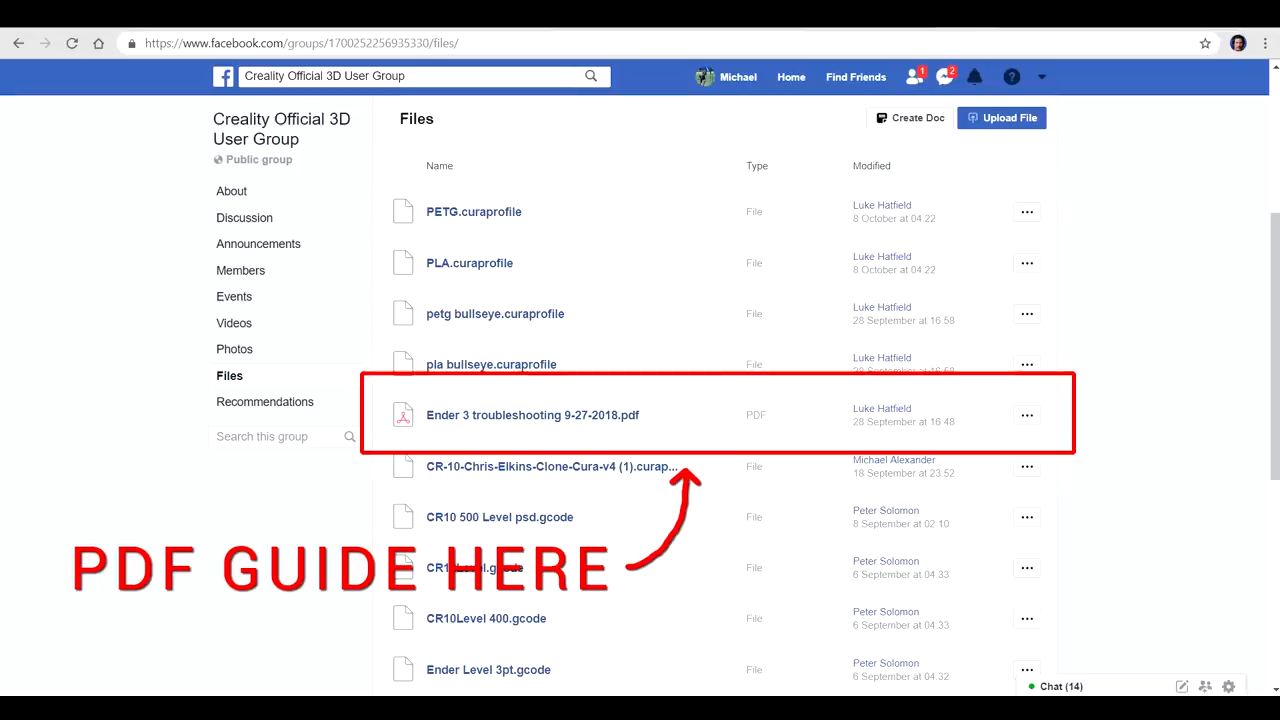 https://www.facebook.com/groups/1700252256935330/files/
Creality Official 3D User Group
Michael Home Find Friends 1 2
Creality Official 3D
User Group
Public group
About
Discussion
Announcements
Members
Events
Videos
Photos
Files
Recommendations
Search this group
Files Create Doc Upload File
Name Type Modified
PETG.curaprofile File Luke Hatfield
8 October at 04:22
PLA.curaprofile File Luke Hatfield
8 October at 04:22
petg bullseye.curaprofile File Luke Hatfield
28 September at 16:58
pla bullseye.curaprofile File Luke Hatfield
28 September at 16:58
Ender 3 troubleshooting 9-27-2018.pdf PDF Luke Hatfield
28 September at 16:48
CR-10-Chris-Elkins-Clone-Cura-v4 (1).curap... File Michael Alexander
18 September at 23:52
CR10 500 Level psd.gcode File Peter Solomon
8 September at 02:10
File Peter Solomon
6 September at 04:33
PDF GUIDE HERE
CR10Level 400.gcode File Peter Solomon
6 September at 04:33
Ender Level 3pt.gcode File Peter Solomon
6 September at 04:32
Chat (14)